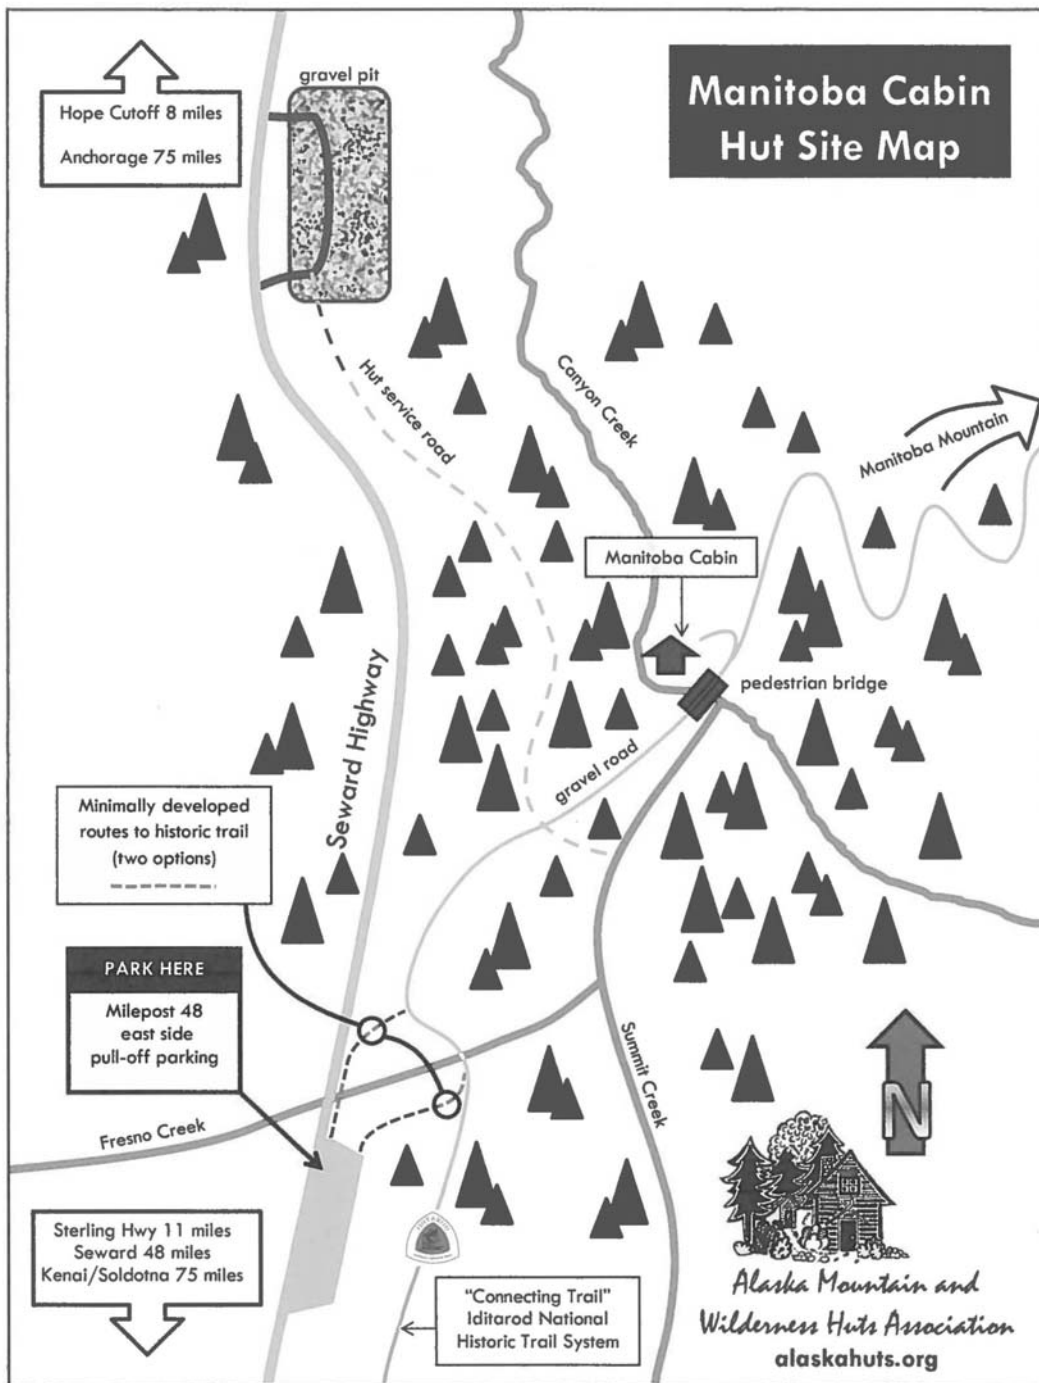 Manitoba Cabin
Hut Site Map
gravel pit
Hope Cutoff 8 miles
Anchorage 75 miles
Hut service road
Canyon Creek
Manitoba Mountain
Manitoba Cabin
pedestrian bridge
Seward Highway
gravel road
Minimally developed
routes to historic trail
(two options)
PARK HERE
Milepost 48
east side
pull-off parking
Summit Creek
Fresno Creek
N
Sterling Hwy 11 miles
Seward 48 miles
Kenai/Soldotna 75 miles
"Connecting Trail"
Iditarod National
Historic Trail System
Alaska Mountain and
Wilderness Huts Association
alaskahuts.org